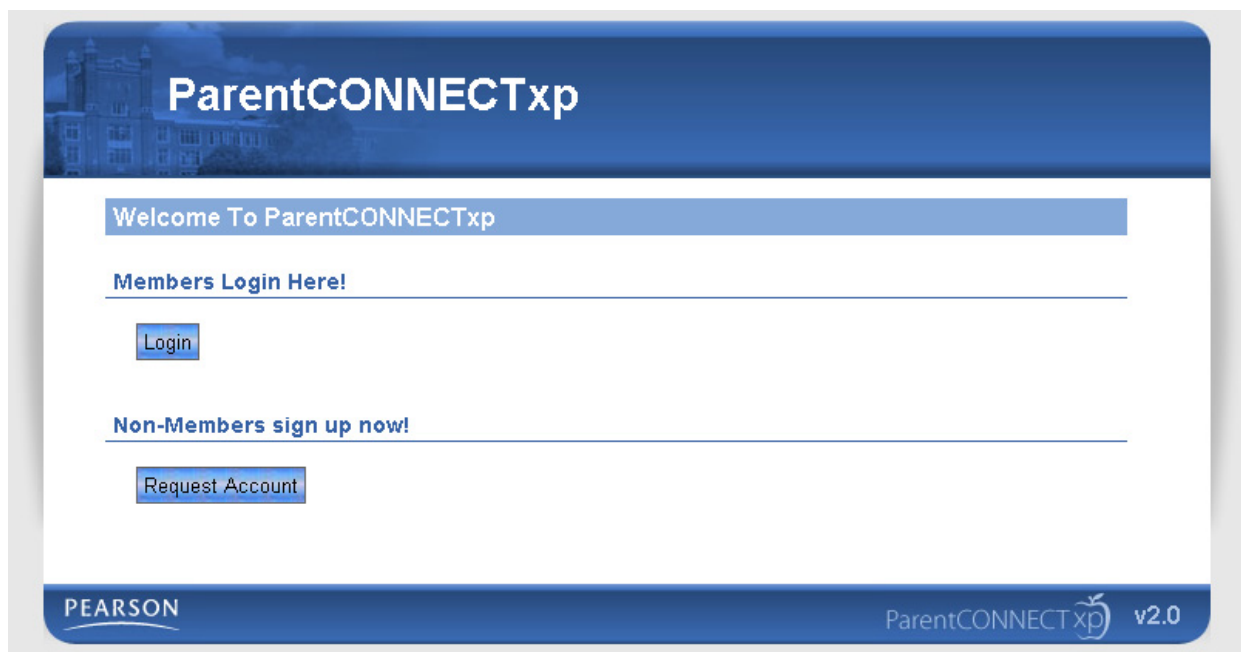 ParentCONNECTxp
Welcome To ParentCONNECTxp
Members Login Here!
Login
Non-Members sign up now!
Request Account
PEARSON
ParentCONNECTxp v2.0